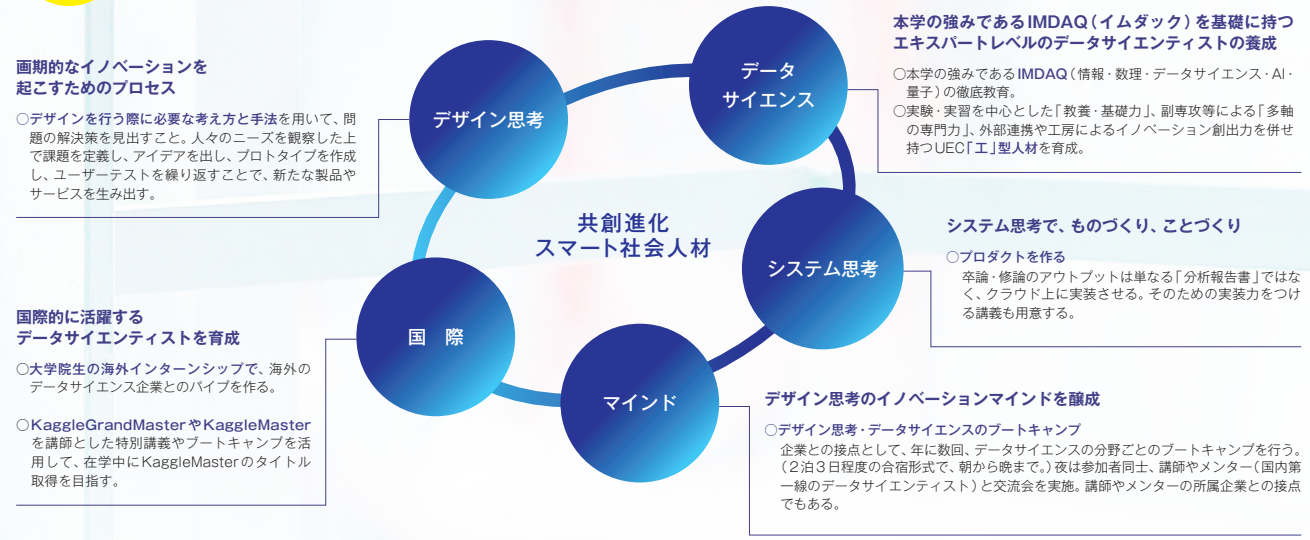 画期的なイノベーションを
起こすためのプロセス
○デザインを行う際に必要な考え方と手法を用いて、問
題の解決策を見出すこと。人々のニーズを観察した上
で課題を定義し、アイデアを出し、プロトタイプを作成
し、ユーザーテストを繰り返すことで、新たな製品や
サービスを生み出す。
デザイン思考
データ
サイエンス
本学の強みであるIMDAQ(イムダック)を基礎に持つ
エキスパートレベルのデータサイエンティストの養成
○本学の強みであるIMDAQ(情報・数理・データサイエンス・AI・
量子)の徹底教育。
○実験・実習を中心とした「教養・基礎力」、副専攻等による「多軸
の専門力」、外部連携や工房によるイノベーション創出力を併せ
持つUEC「エ」型人材を育成。
共創進化
スマート社会人材
システム思考
システム思考で、ものづくり、ことづくり
○プロダクトを作る
卒論・修論のアウトプットは単なる「分析報告書」ではな
く、クラウド上に実装させる。そのための実装力をつけ
る講義も用意する。
国際的に活躍する
データサイエンティストを育成
○大学院生の海外インターンシップで、海外の
データサイエンス企業とのパイプを作る。
○KaggleGrandMasterやKaggleMaster
を講師とした特別講義やブートキャンプを活
用して、在学中にKaggleMasterのタイトル
取得を目指す。
国 際
マインド
デザイン思考のイノベーションマインドを醸成
○デザイン思考・データサイエンスのブートキャンプ
企業との接点として、年に数回、データサイエンスの分野ごとのブートキャンプを行う。
(2泊3日程度の合宿形式で、朝から晩まで。)夜は参加者同士、講師やメンター(国内第
一線のデータサイエンティスト)と交流会を実施。講師やメンターの所属企業との接点
でもある。